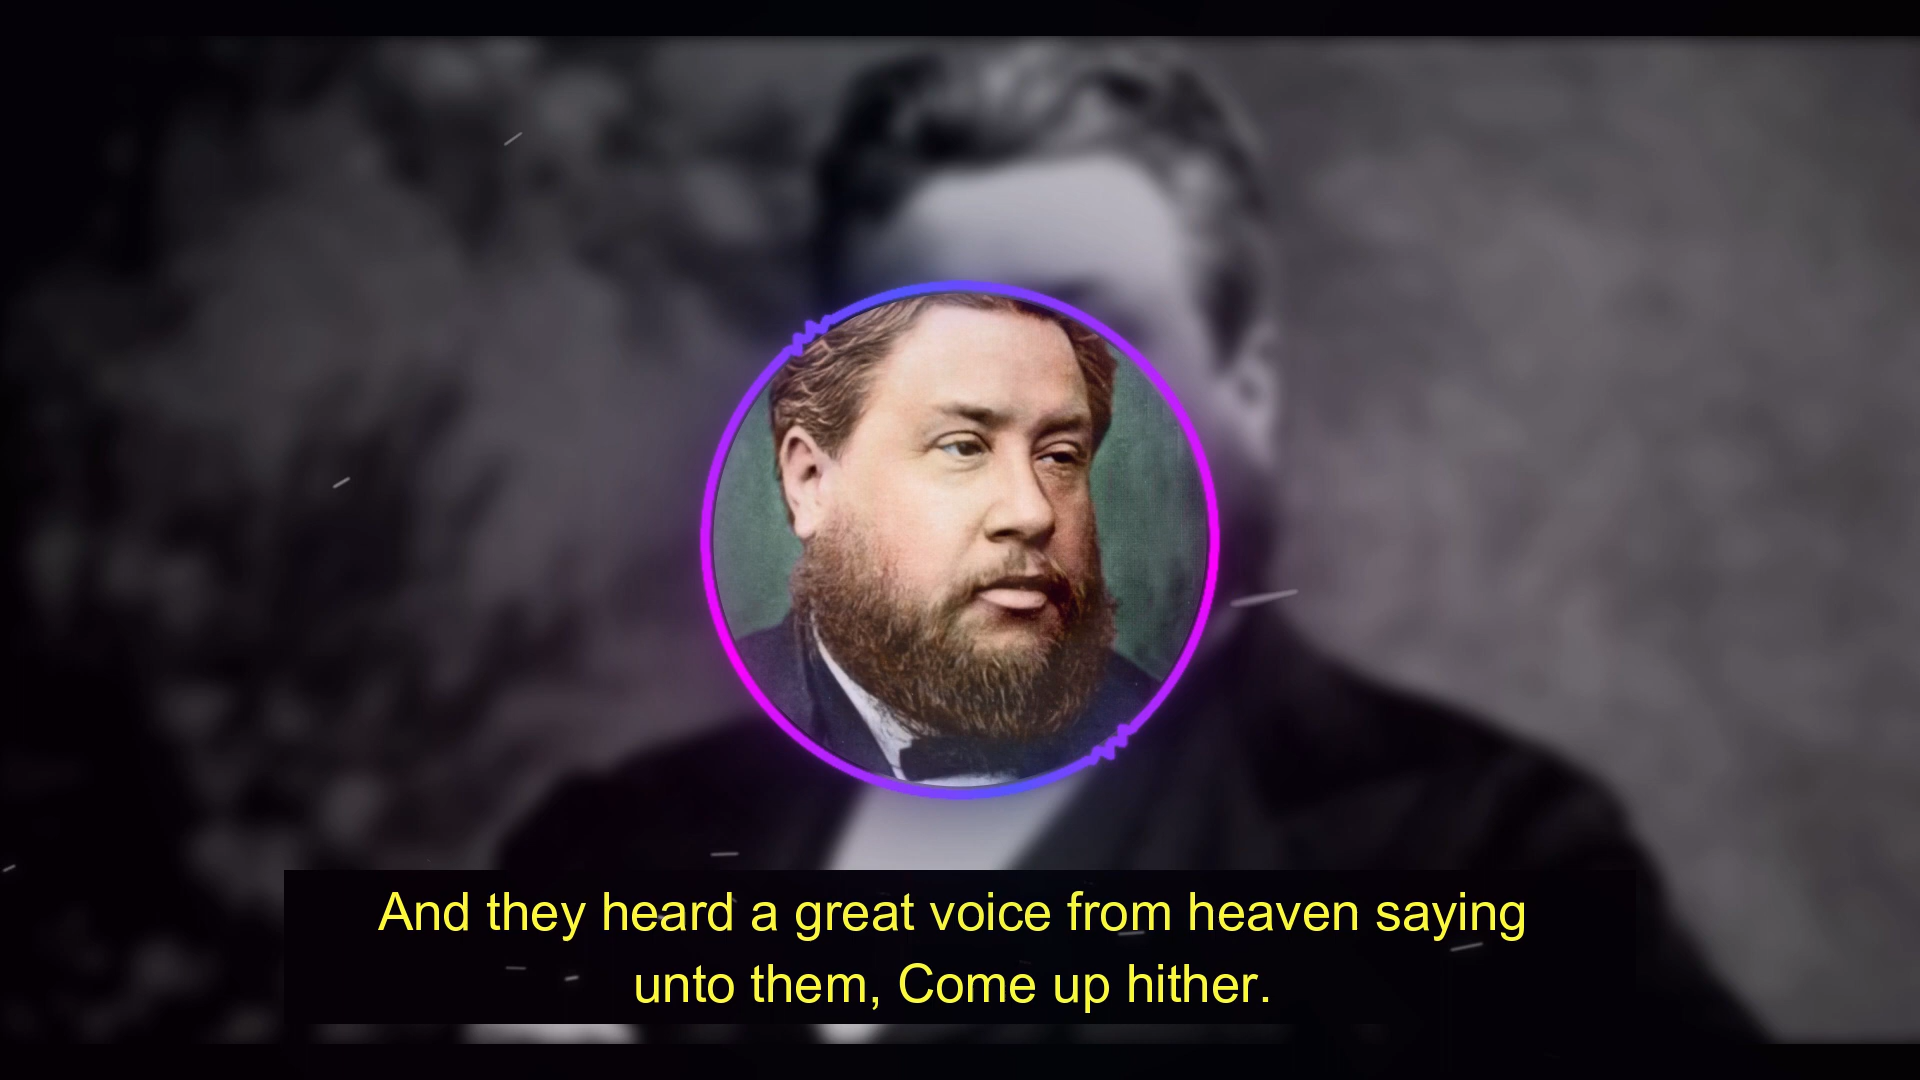 And they heard a great voice from heaven saying
unto them, Come up hither.